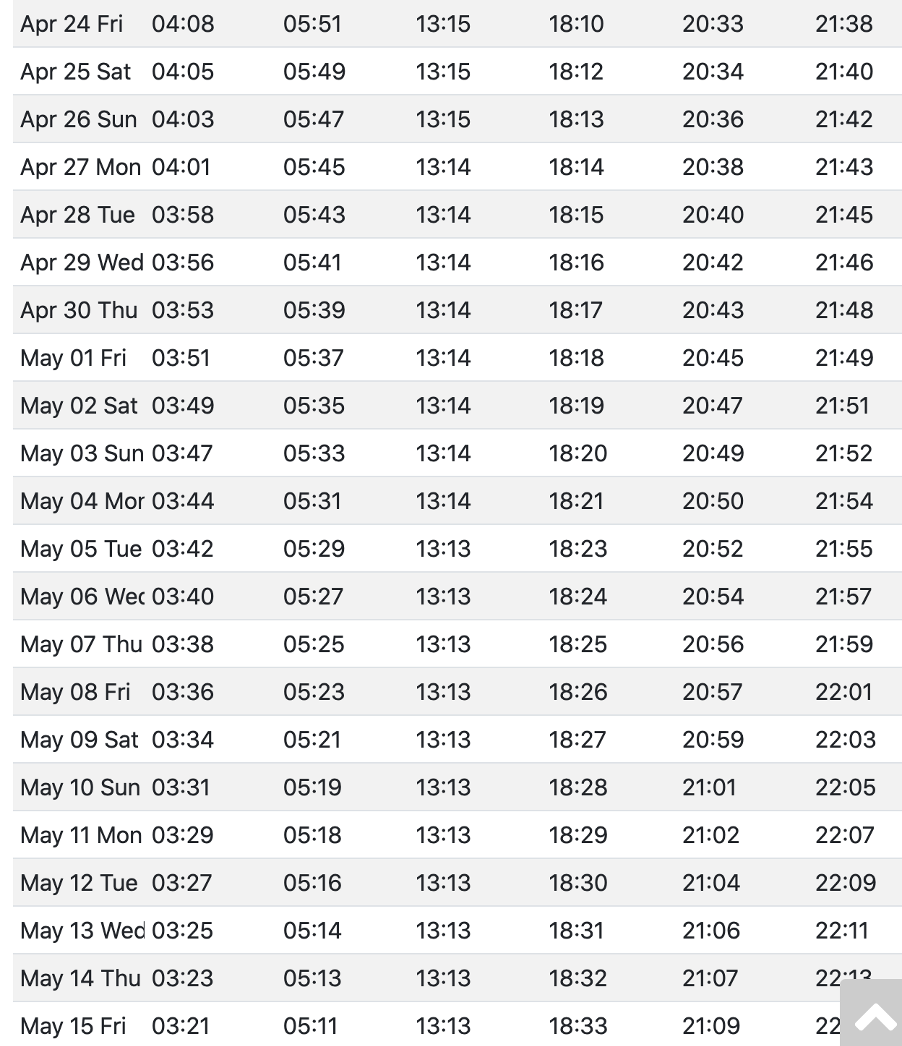 Apr 24 Fri 04:08 05:51 13:15 18:10 20:33 21:38
Apr 25 Sat 04:05 05:49 13:15 18:12 20:34 21:40
Apr 26 Sun 04:03 05:47 13:15 18:13 20:36 21:42
Apr 27 Mon 04:01 05:45 13:14 18:14 20:38 21:43
Apr 28 Tue 03:58 05:43 13:14 18:15 20:40 21:45
Apr 29 Wed 03:56 05:41 13:14 18:16 20:42 21:46
Apr 30 Thu 03:53 05:39 13:14 18:17 20:43 21:48
May 01 Fri 03:51 05:37 13:14 18:18 20:45 21:49
May 02 Sat 03:49 05:35 13:14 18:19 20:47 21:51
May 03 Sun 03:47 05:33 13:14 18:20 20:49 21:52
May 04 Mon 03:44 05:31 13:14 18:21 20:50 21:54
May 05 Tue 03:42 05:29 13:13 18:23 20:52 21:55
May 06 Wed 03:40 05:27 13:13 18:24 20:54 21:57
May 07 Thu 03:38 05:25 13:13 18:25 20:56 21:59
May 08 Fri 03:36 05:23 13:13 18:26 20:57 22:01
May 09 Sat 03:34 05:21 13:13 18:27 20:59 22:03
May 10 Sun 03:31 05:19 13:13 18:28 21:01 22:05
May 11 Mon 03:29 05:18 13:13 18:29 21:02 22:07
May 12 Tue 03:27 05:16 13:13 18:30 21:04 22:09
May 13 Wed 03:25 05:14 13:13 18:31 21:06 22:11
May 14 Thu 03:23 05:13 13:13 18:32 21:07 22:13
May 15 Fri 03:21 05:11 13:13 18:33 21:09 22